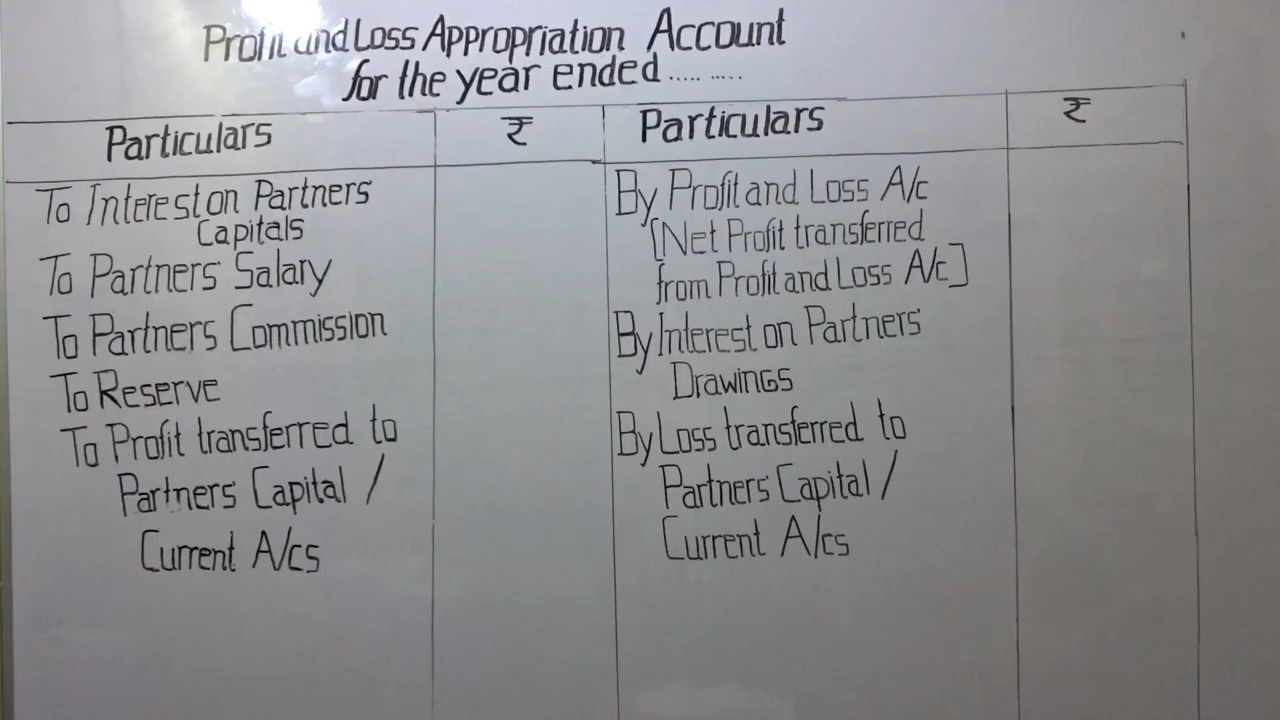 Profit and Loss Appropriation Account
for the year ended ..... .....
Particulars ₹ Particulars ₹
To Interest on Partners
Capitals
To Partners' Salary
To Partners Commission
To Reserve
To Profit transferred to
Partners' Capital /
Current A/cs
By Profit and Loss A/c
[Net Profit transferred
from Profit and Loss A/c]
By Interest on Partners'
Drawings
By Loss transferred to
Partners' Capital /
Current A/cs